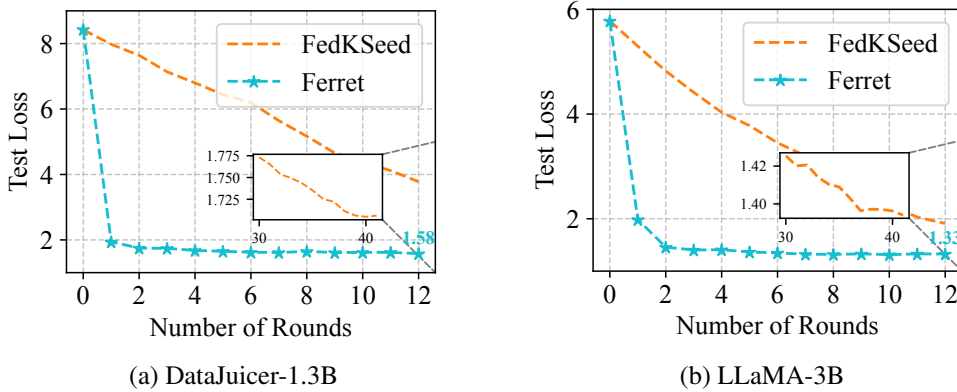 8
6
4
2
Test Loss
FedKSeed
Ferret
1.775
1.750
1.725
30
40
1.58
0 2 4 6 8 10 12
Number of Rounds
(a) DataJuicer-1.3B
6
4
2
Test Loss
FedKSeed
Ferret
1.42
1.40
30
40
1.33
0 2 4 6 8 10 12
Number of Rounds
(b) LLaMA-3B